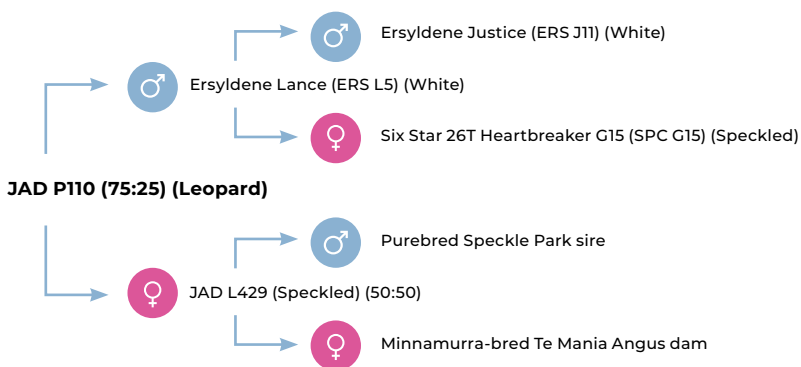 Ersyldene Justice (ERS J11) (White)
Ersyldene Lance (ERS L5) (White)
Six Star 26T Heartbreaker G15 (SPC G15) (Speckled)
JAD P110 (75:25) (Leopard)
Purebred Speckle Park sire
JAD L429 (Speckled) (50:50)
Minnamurra-bred Te Mania Angus dam